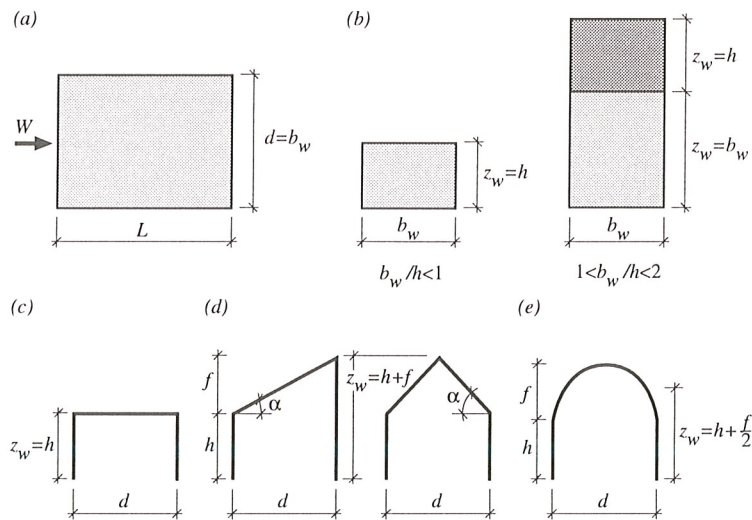 (a)
W
d=b_w
L
(b)
z_w=h
b_w
b_w/h<1
z_w=h
z_w=b_w
b_w
1<b_w/h<2
(c)
z_w=h
d
(d)
f
h
α
d
z_w=h+f
α
d
(e)
f
h
z_w=h+f/2
d